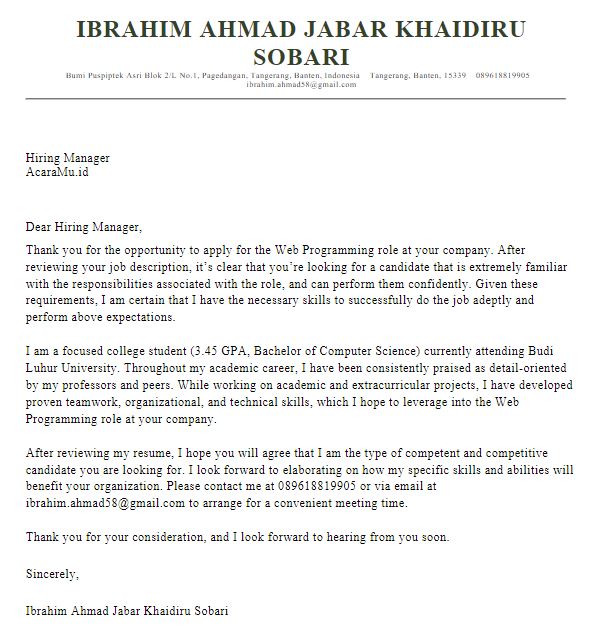 IBRAHIM AHMAD JABAR KHAIDIRU
SOBARI
Bumi Puspiptek Asri Blok 2/L No.1, Pagedangan, Tangerang, Banten, Indonesia Tangerang, Banten, 15339 089618819905
ibrahim.ahmad58@gmail.com
Hiring Manager
AcaraMu.id
Dear Hiring Manager,
Thank you for the opportunity to apply for the Web Programming role at your company. After
reviewing your job description, it’s clear that you’re looking for a candidate that is extremely familiar
with the responsibilities associated with the role, and can perform them confidently. Given these
requirements, I am certain that I have the necessary skills to successfully do the job adeptly and
perform above expectations.
I am a focused college student (3.45 GPA, Bachelor of Computer Science) currently attending Budi
Luhur University. Throughout my academic career, I have been consistently praised as detail-oriented
by my professors and peers. While working on academic and extracurricular projects, I have developed
proven teamwork, organizational, and technical skills, which I hope to leverage into the Web
Programming role at your company.
After reviewing my resume, I hope you will agree that I am the type of competent and competitive
candidate you are looking for. I look forward to elaborating on how my specific skills and abilities will
benefit your organization. Please contact me at 089618819905 or via email at
ibrahim.ahmad58@gmail.com to arrange for a convenient meeting time.
Thank you for your consideration, and I look forward to hearing from you soon.
Sincerely,
Ibrahim Ahmad Jabar Khaidiru Sobari